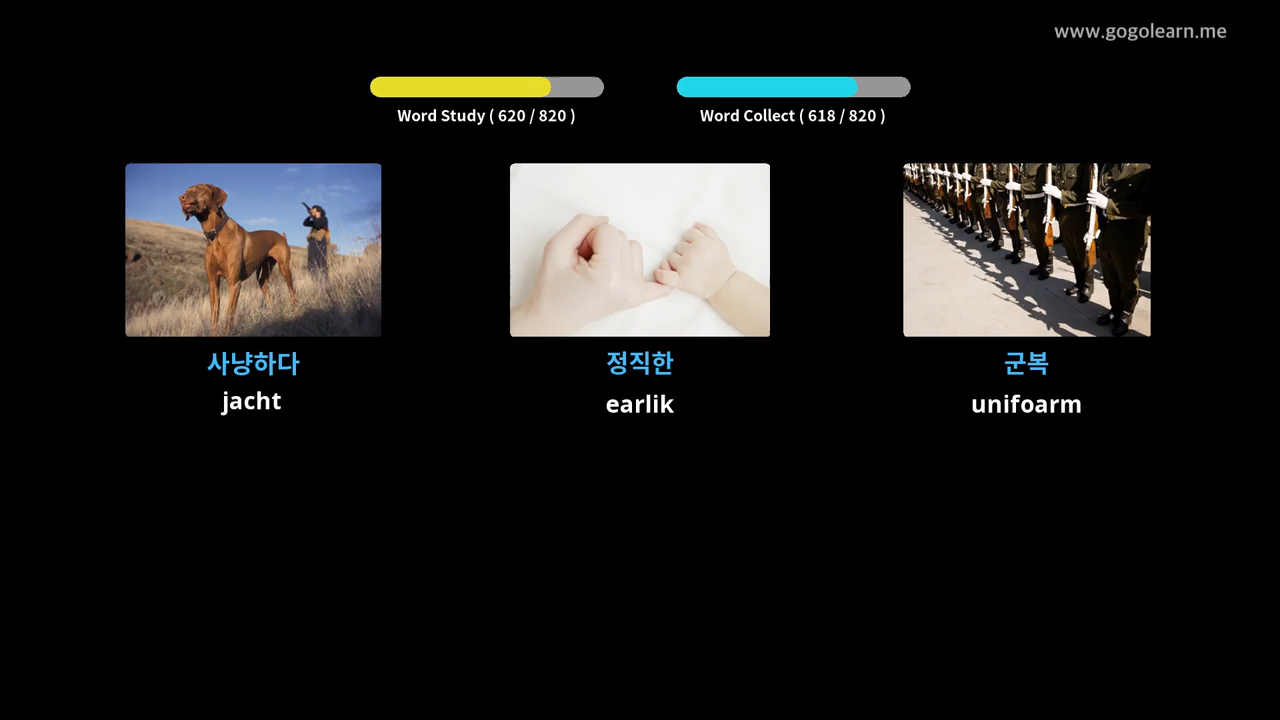 www.gogolearn.me
Word Study ( 620 / 820 )
Word Collect ( 618 / 820 )
사냥하다
jacht
정직한
earlik
군복
unifoarm